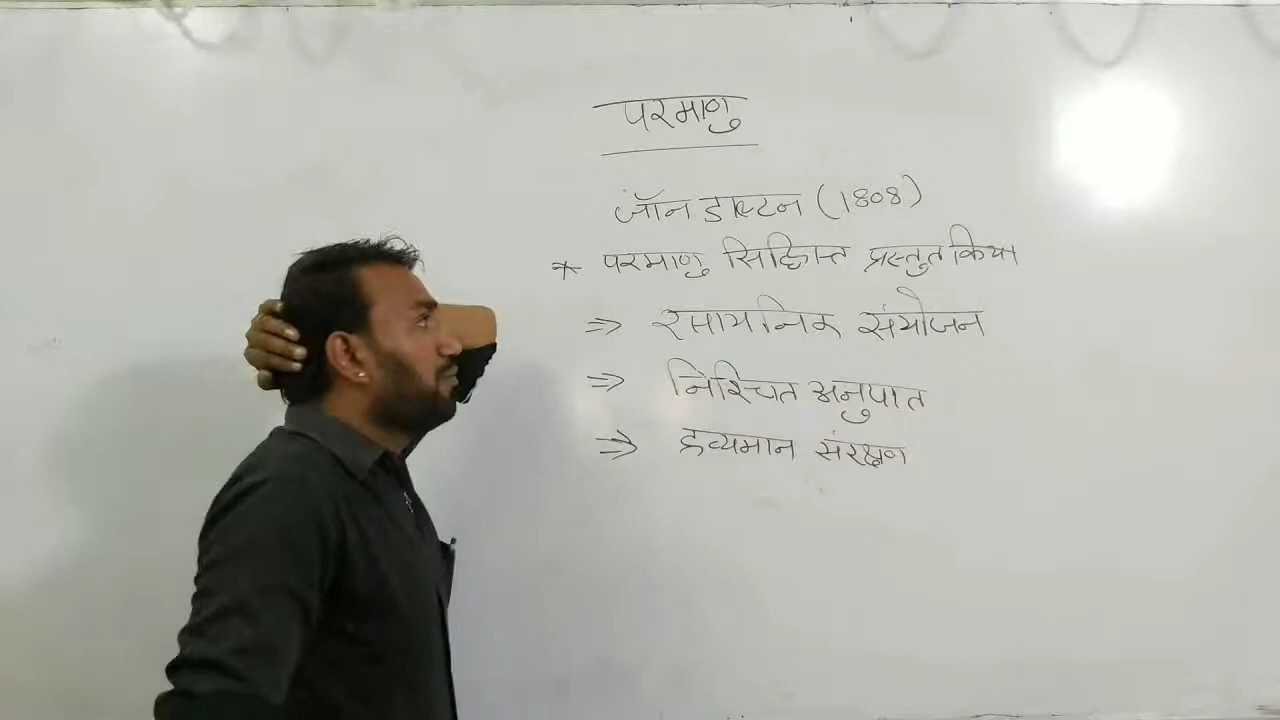 परमाणु
जॉन डाल्टन (1808)
* परमाणु सिद्धान्त प्रस्तुत किया
⇒ रसायनिक संयोजन
⇒ निश्चित अनुपात
⇒ द्रव्यमान संरक्षण